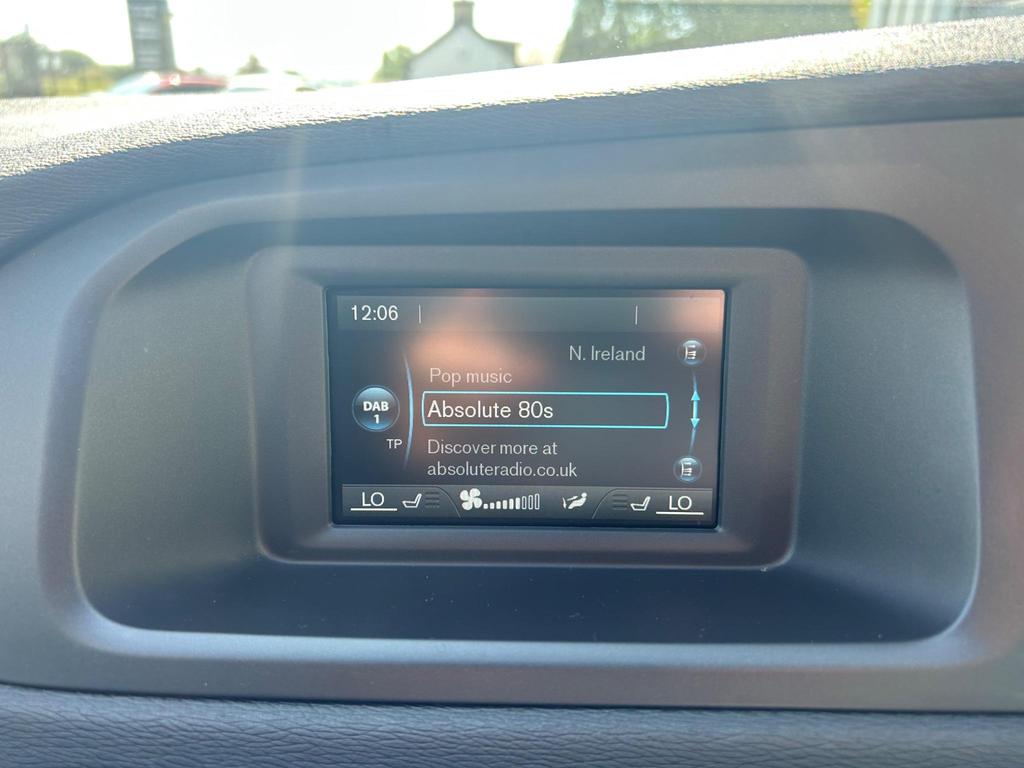 12:06
N. Ireland
Pop music
DAB
1
Absolute 80s
TP
Discover more at
absoluteradio.co.uk
LO
LO